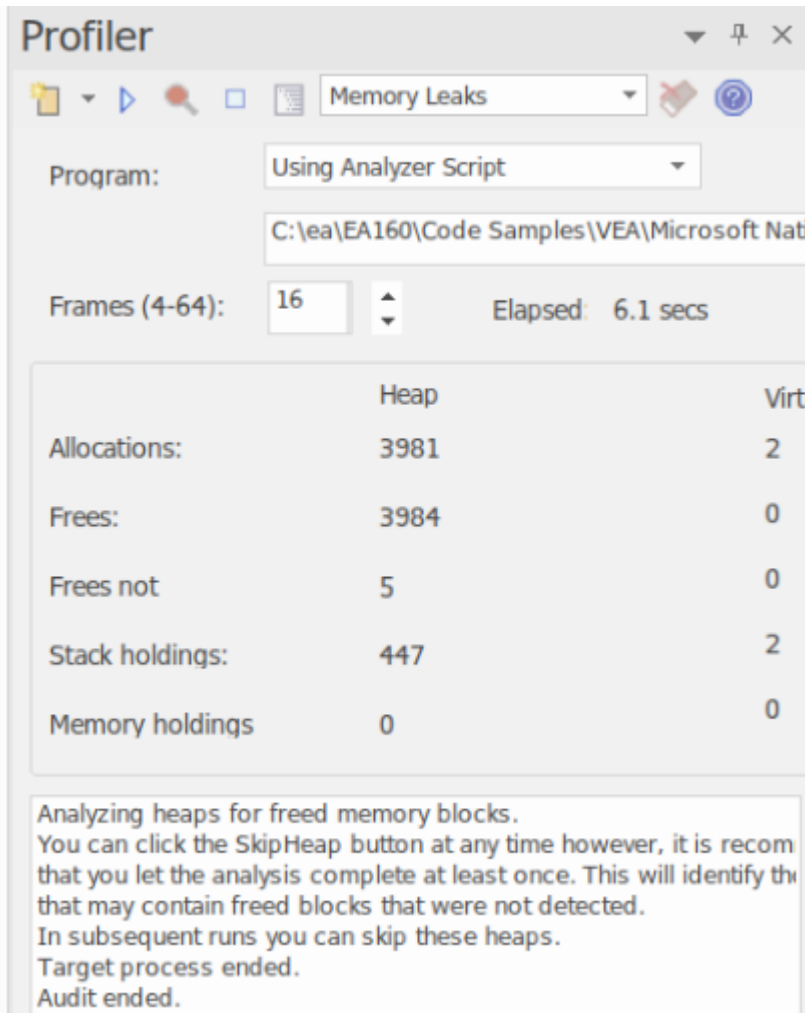 Profiler
Memory Leaks
Program: Using Analyzer Script
C:\ea\EA160\Code Samples\VEA\Microsoft Nati
Frames (4-64): 16 Elapsed: 6.1 secs
Heap Virt
Allocations: 3981 2
Frees: 3984 0
Frees not 5 0
Stack holdings: 447 2
Memory holdings 0 0
Analyzing heaps for freed memory blocks.
You can click the SkipHeap button at any time however, it is recom
that you let the analysis complete at least once. This will identify the
that may contain freed blocks that were not detected.
In subsequent runs you can skip these heaps.
Target process ended.
Audit ended.